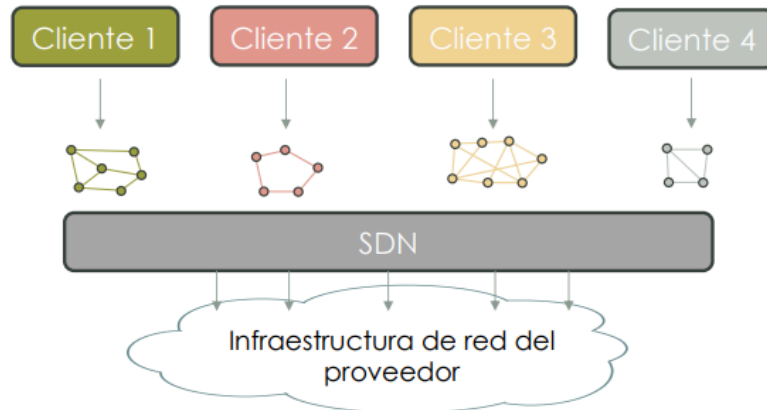 Cliente 1
Cliente 2
Cliente 3
Cliente 4
SDN
Infraestructura de red del
proveedor